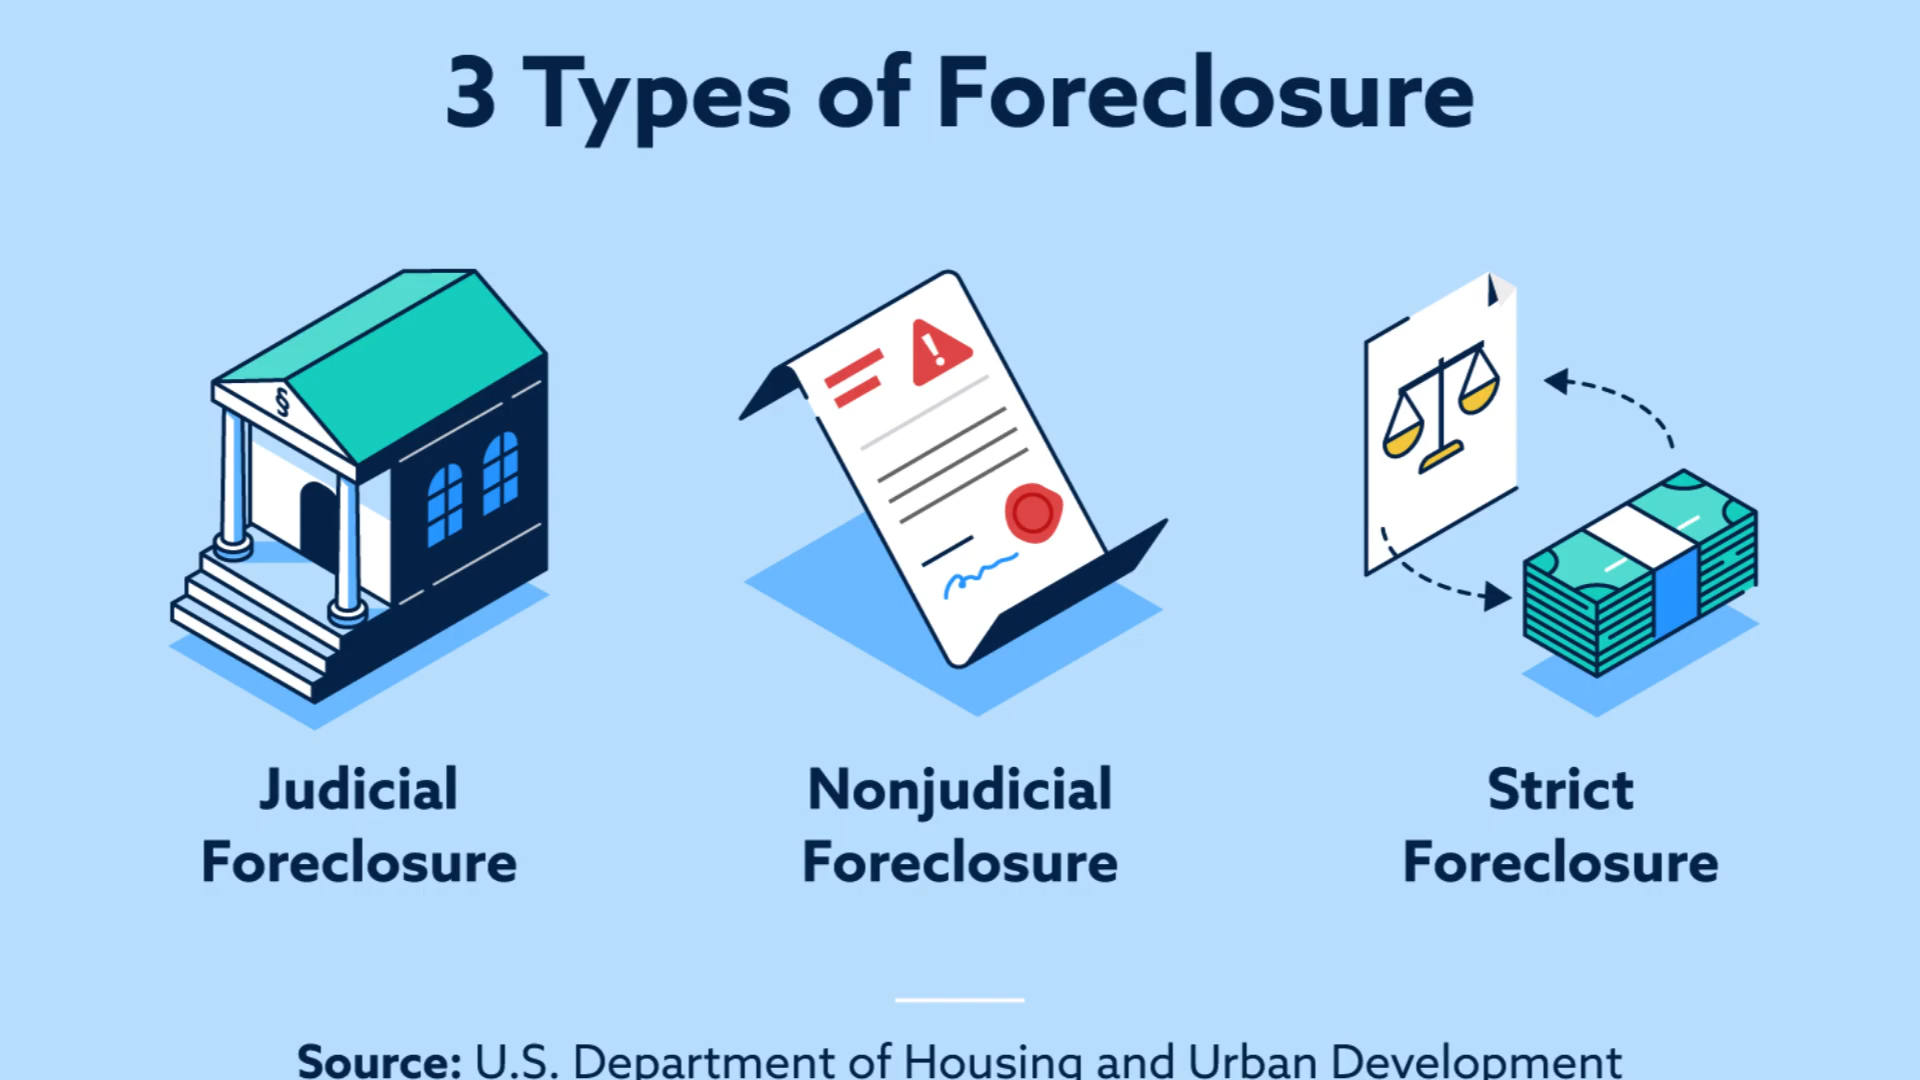 3 Types of Foreclosure
§
Judicial
Foreclosure
Nonjudicial
Foreclosure
Strict
Foreclosure
Source: U.S. Department of Housing and Urban Development